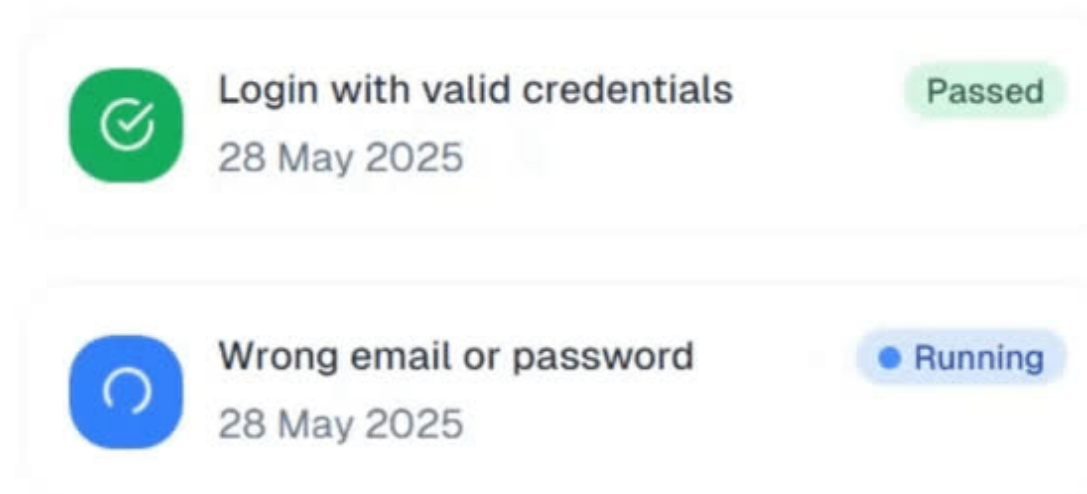 Login with valid credentials
Passed
28 May 2025
Wrong email or password
Running
28 May 2025